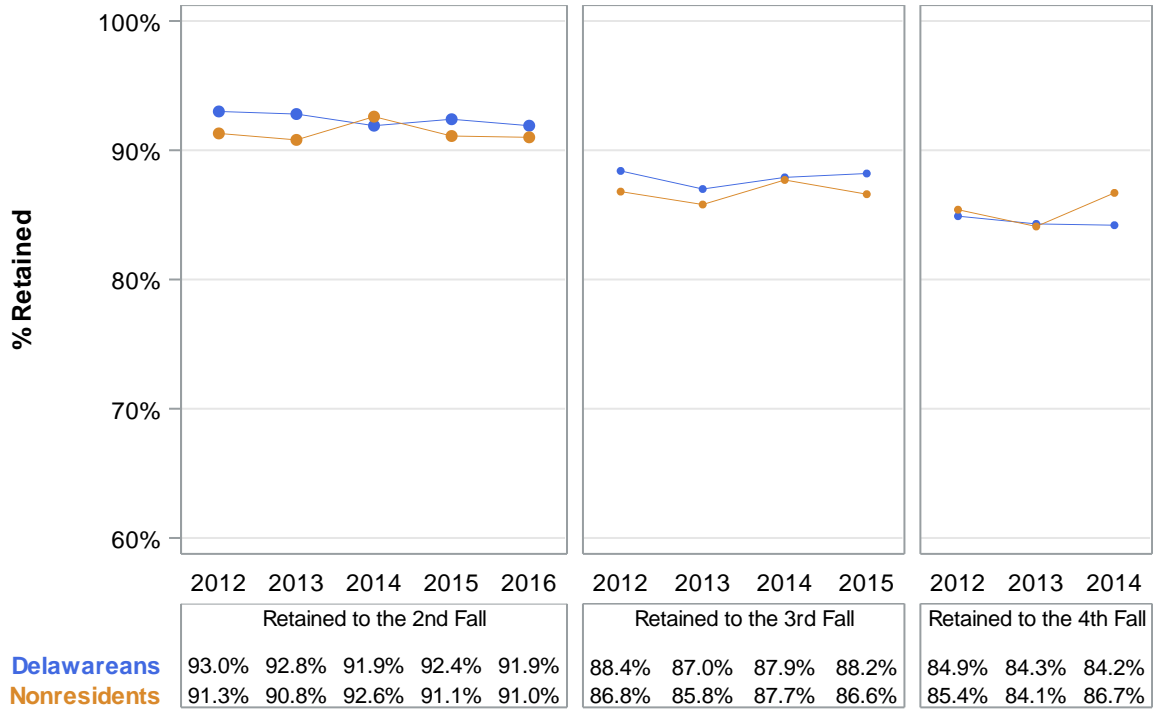 100%
90%
80%
70%
60%
% Retained
2012 2013 2014 2015 2016 2012 2013 2014 2015 2012 2013 2014
Retained to the 2nd Fall Retained to the 3rd Fall Retained to the 4th Fall
Delawareans 93.0% 92.8% 91.9% 92.4% 91.9% 88.4% 87.0% 87.9% 88.2% 84.9% 84.3% 84.2%
Nonresidents 91.3% 90.8% 92.6% 91.1% 91.0% 86.8% 85.8% 87.7% 86.6% 85.4% 84.1% 86.7%